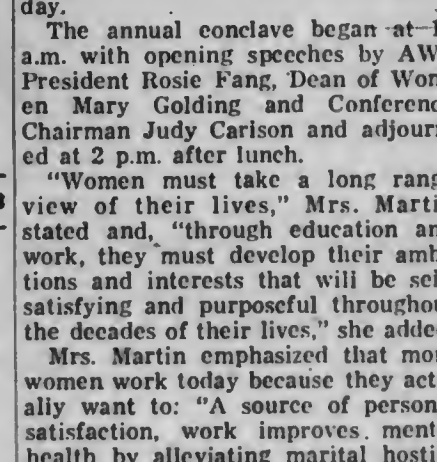 day.
The annual conclave began at
a.m. with opening speeches by AW
President Rosie Fang, Dean of Wom
en Mary Golding and Conferenc
Chairman Judy Carlson and adjour
ed at 2 p.m. after lunch.
"Women must take a long rang
view of their lives," Mrs. Marti
stated and, "through education an
work, they must develop their amb
tions and interests that will be sel
satisfying and purposeful throughou
the decades of their lives," she adde
Mrs. Martin emphasized that mor
women work today because they act
ally want to: "A source of person
satisfaction, work improves ment
health by alleviating marital hosti